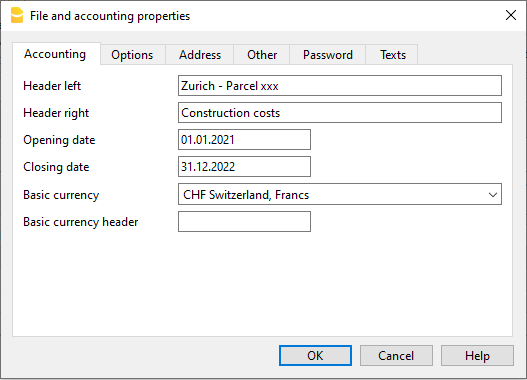 File and accounting properties
Accounting Options Address Other Password Texts
Header left Zurich - Parcel xxx
Header right Construction costs
Opening date 01.01.2021
Closing date 31.12.2022
Basic currency CHF Switzerland, Francs
Basic currency header
OK Cancel Help